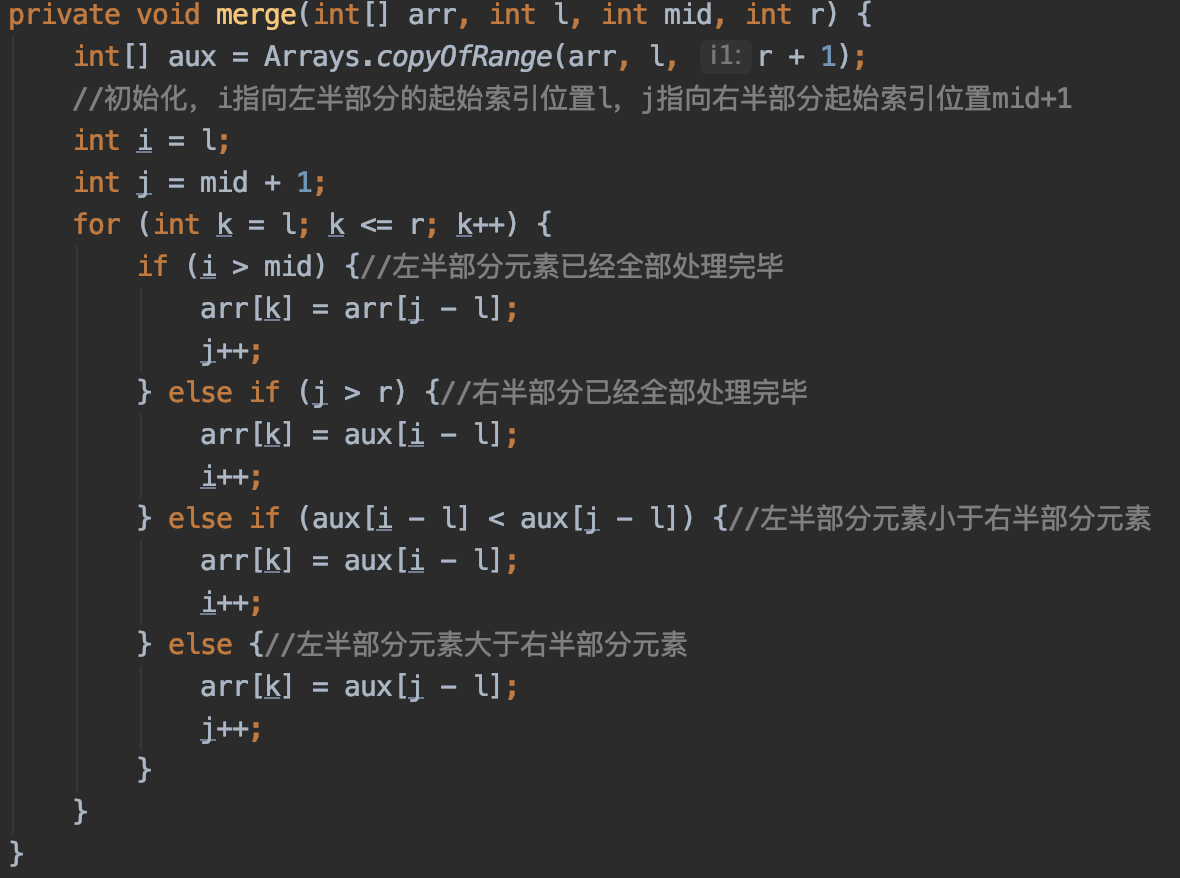 private void merge(int[] arr, int l, int mid, int r) {
    int[] aux = Arrays.copyOfRange(arr, l, i1: r + 1);
    //初始化，i指向左半部分的起始索引位置l，j指向右半部分起始索引位置mid+1
    int i = l;
    int j = mid + 1;
    for (int k = l; k <= r; k++) {
        if (i > mid) {//左半部分元素已经全部处理完毕
            arr[k] = arr[j - l];
            j++;
        } else if (j > r) {//右半部分已经全部处理完毕
            arr[k] = aux[i - l];
            i++;
        } else if (aux[i - l] < aux[j - l]) {//左半部分元素小于右半部分元素
            arr[k] = aux[i - l];
            i++;
        } else {//左半部分元素大于右半部分元素
            arr[k] = aux[j - l];
            j++;
        }
    }
}